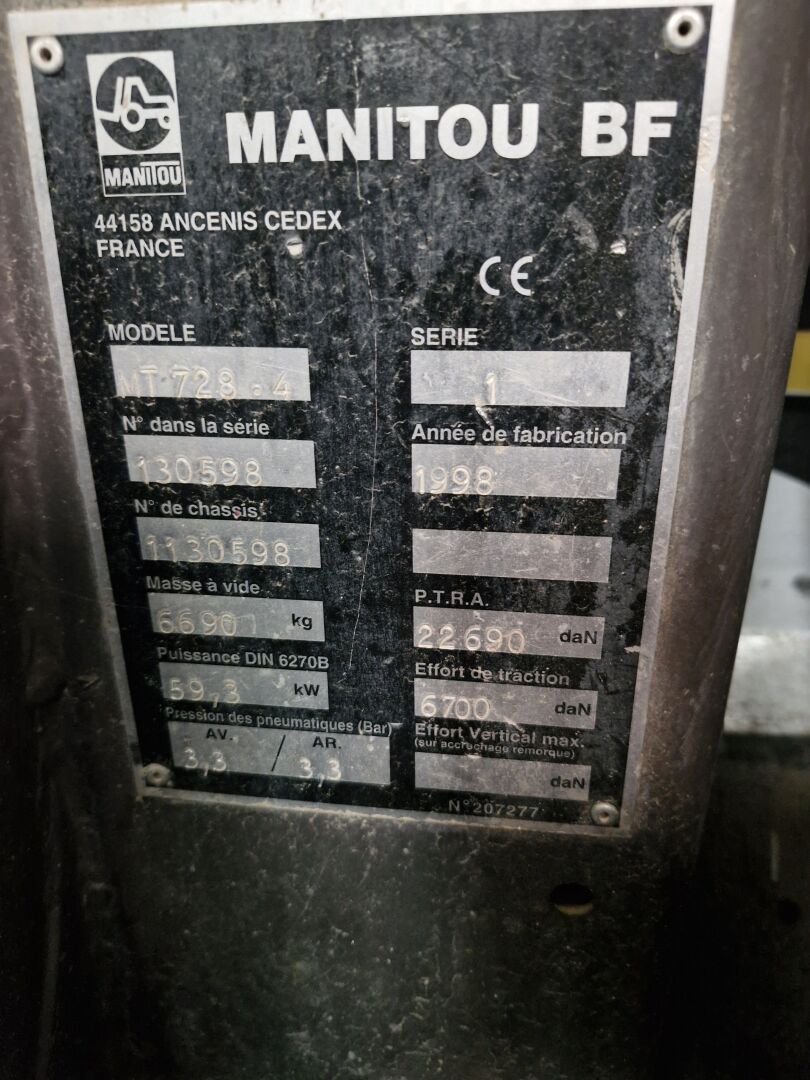 MANITOU
MANITOU BF
44158 ANCENIS CEDEX
FRANCE
CE
MODELE
MT 728.4
SERIE
1
N° dans la série
130598
Année de fabrication
1998
N° de chassis
1130598
Masse à vide
6690 kg
P.T.R.A.
22690 daN
Puissance DIN 6270B
59,3 kW
Effort de traction
6700 daN
Pression des pneumatiques (Bar)
AV. / AR.
3,3 3,3
Effort Vertical max.
(sur accrochage remorque)
daN
N° 207277